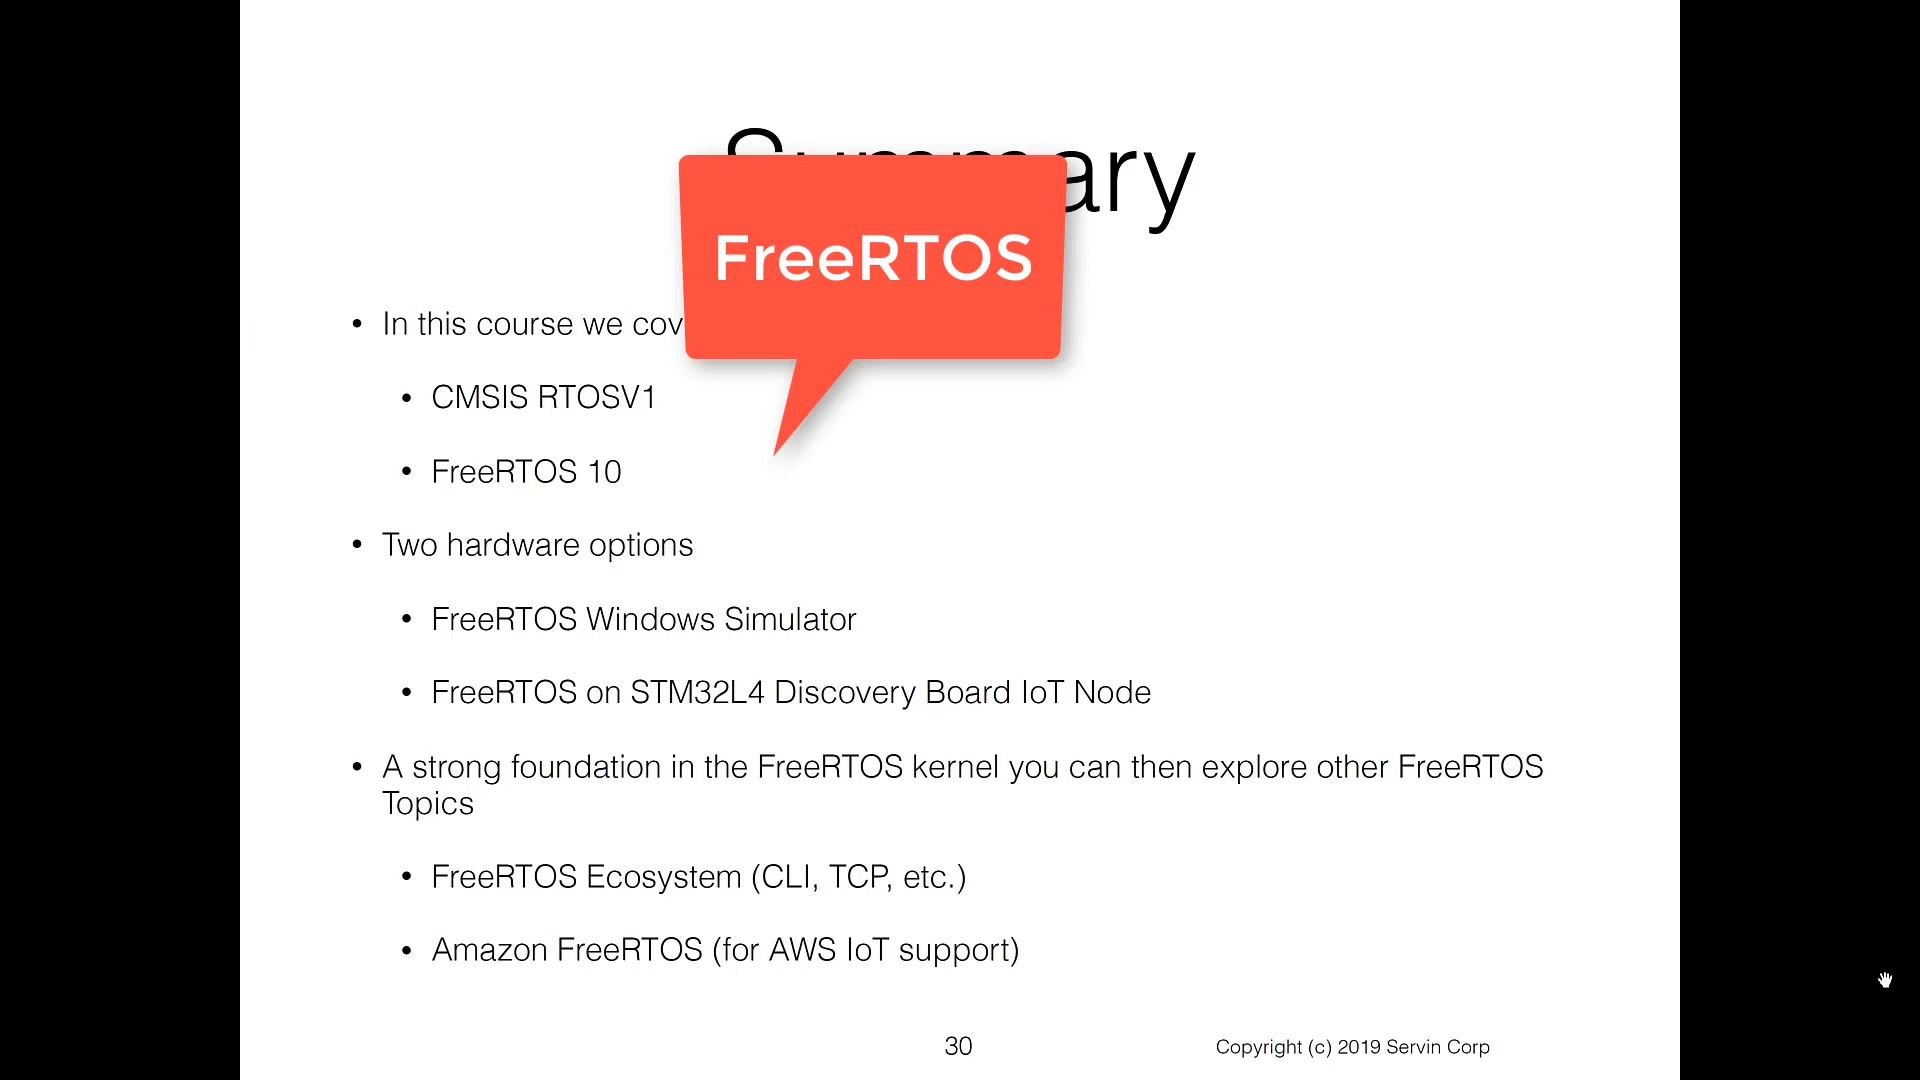 Summary
FreeRTOS
• In this course we cov
• CMSIS RTOSV1
• FreeRTOS 10
• Two hardware options
• FreeRTOS Windows Simulator
• FreeRTOS on STM32L4 Discovery Board IoT Node
• A strong foundation in the FreeRTOS kernel you can then explore other FreeRTOS
Topics
• FreeRTOS Ecosystem (CLI, TCP, etc.)
• Amazon FreeRTOS (for AWS IoT support)
30
Copyright (c) 2019 Servin Corp